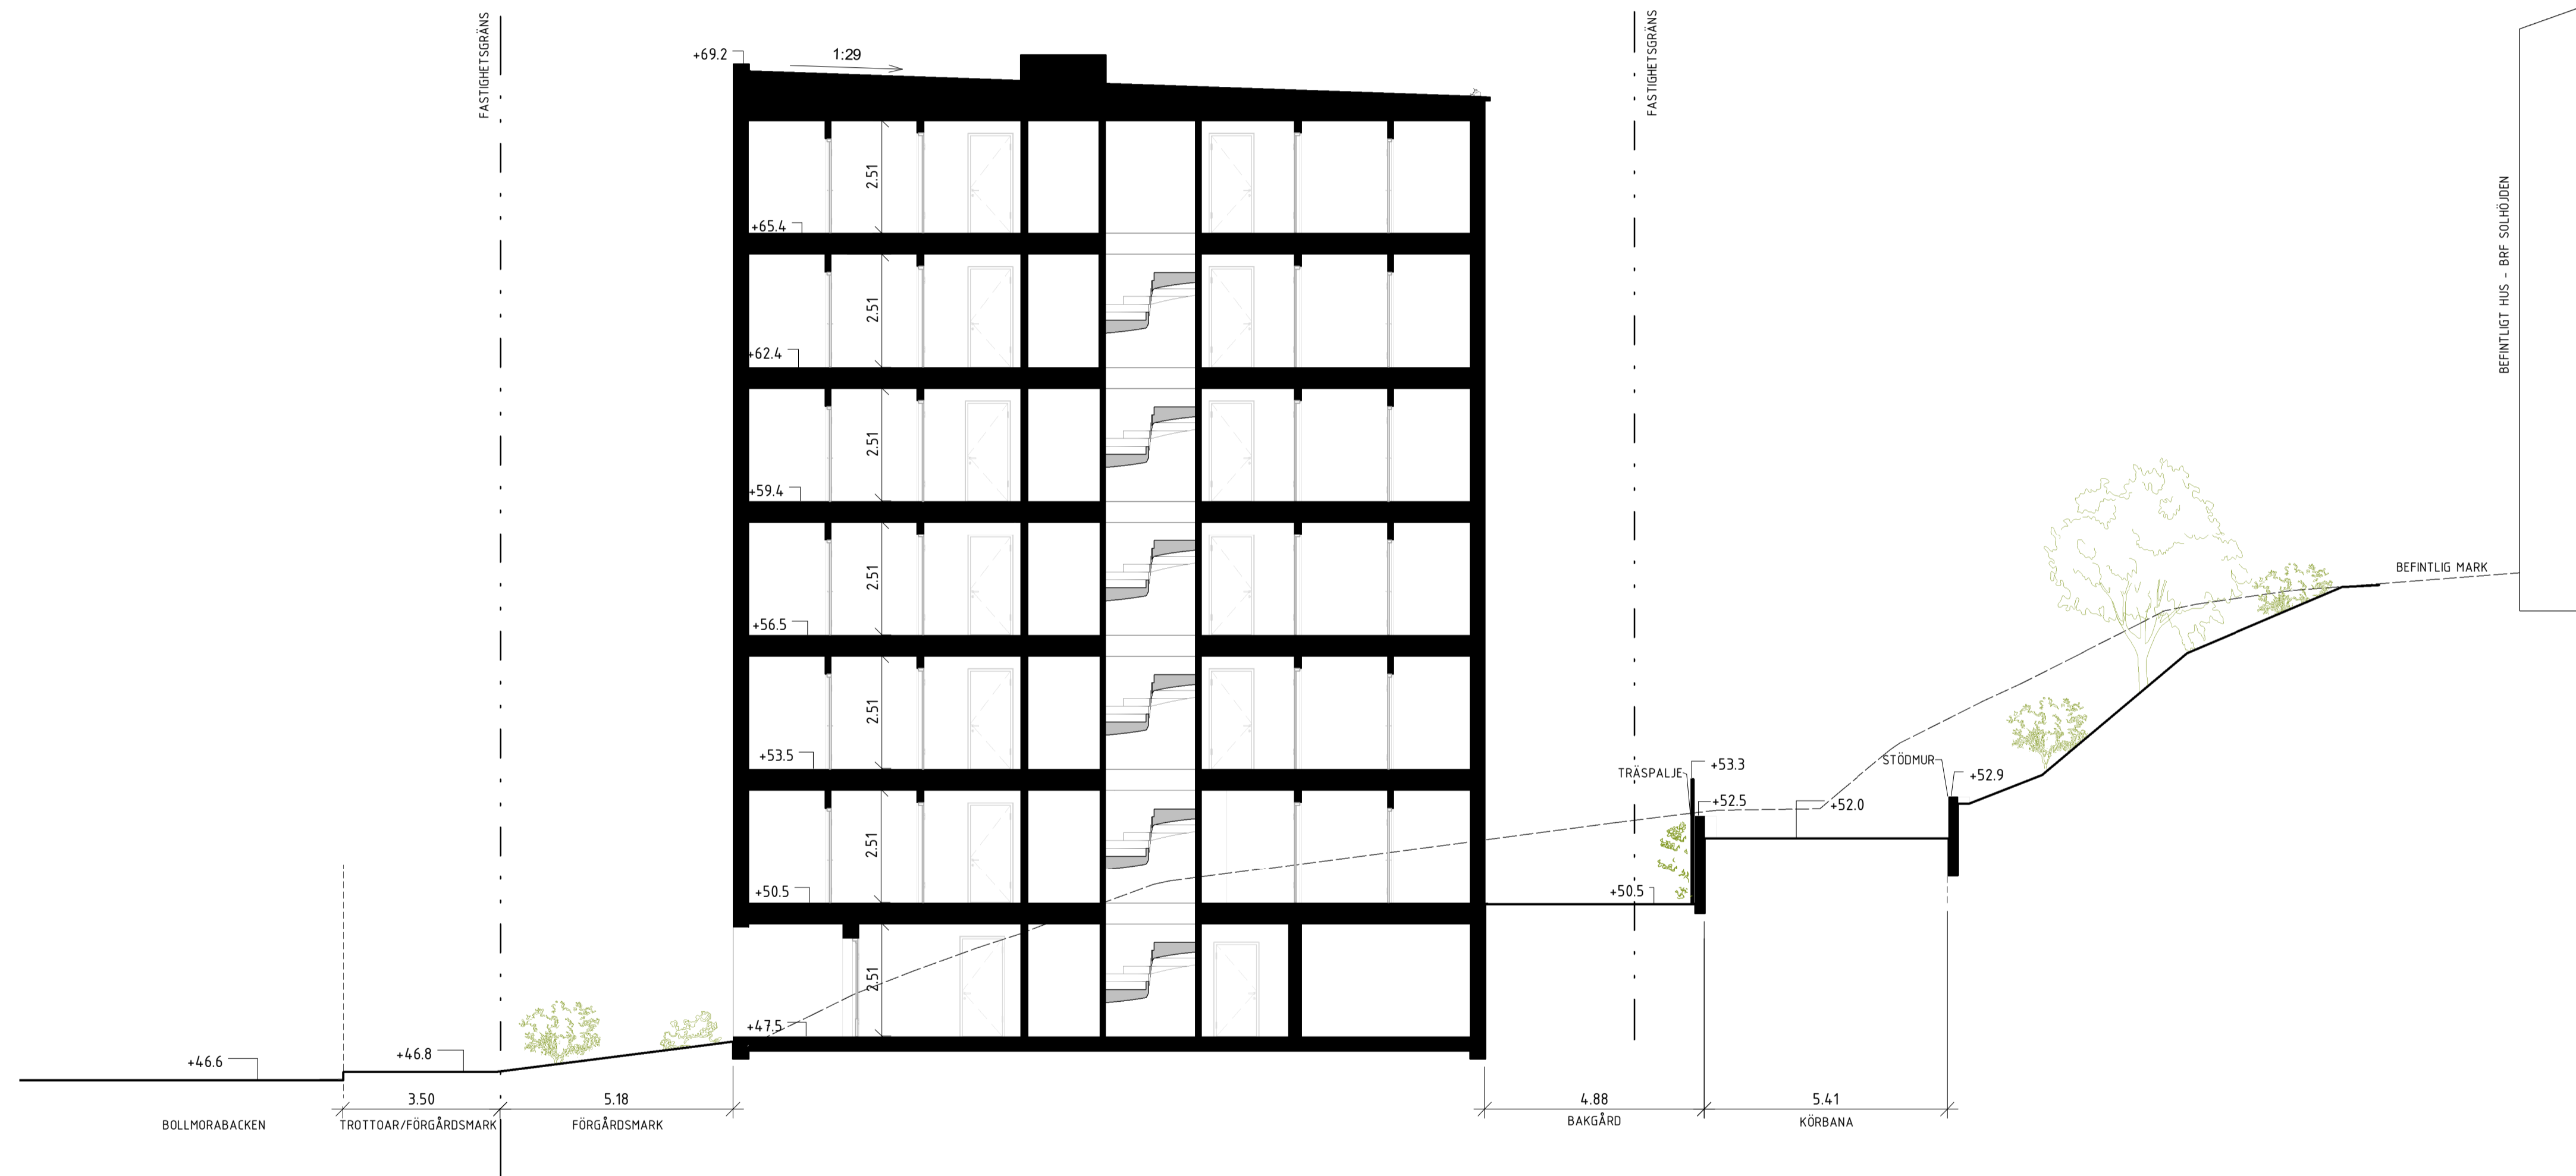 FASTIGHETSGRÄNS
FASTIGHETSGRÄNS
+69.2
1:29
2.51
+65.4
BEFINTLIGT HUS - BRF SOLHÖJDEN
2.51
+62.4
2.51
+59.4
2.51
+56.5
BEFINTLIG MARK
2.51
+53.5
STÖDMUR
TRÄSPALJE
+53.3
+52.9
+52.5
+52.0
2.51
+50.5
+50.5
2.51
+47.5
+46.8
+46.6
3.50
5.18
4.88
5.41
BOLLMORABACKEN
TROTTOAR/FÖRGÅRDSMARK
FÖRGÅRDSMARK
BAKGÅRD
KÖRBANA